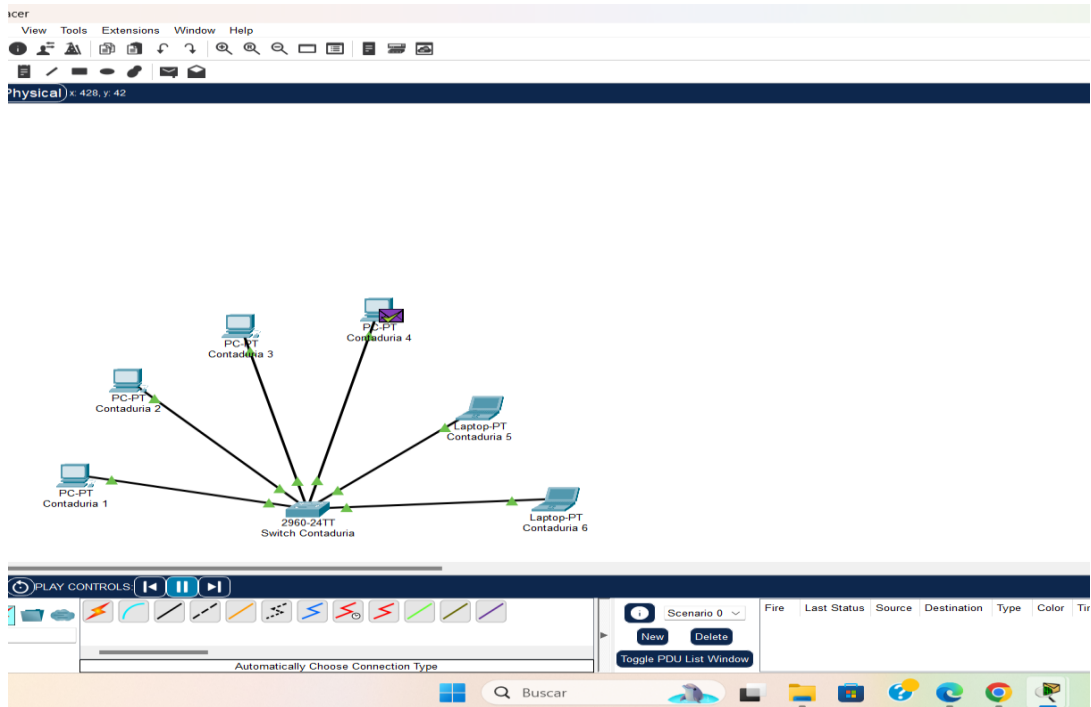 acer
View Tools Extensions Window Help
Physical x: 428, y: 42
PC-PT
Contaduria 4
PC-PT
Contaduria 3
PC-PT
Contaduria 2
Laptop-PT
Contaduria 5
PC-PT
Contaduria 1
Laptop-PT
Contaduria 6
2960-24TT
Switch Contaduria
PLAY CONTROLS:
Scenario 0
New Delete
Toggle PDU List Window
Fire Last Status Source Destination Type Color Tir
Automatically Choose Connection Type
Buscar